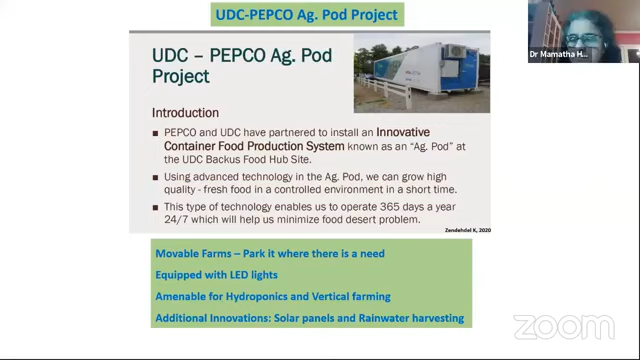 UDC-PEPCO Ag. Pod Project
UDC – PEPCO Ag. Pod
Project
Introduction
■ PEPCO and UDC have partnered to install an Innovative
Container Food Production System known as an “Ag. Pod” at
the UDC Backus Food Hub Site.
■ Using advanced technology in the Ag. Pod, we can grow high
quality - fresh food in a controlled environment in a short time.
■ This type of technology enables us to operate 365 days a year
24/7 which will help us minimize food desert problem.
Zendehdel K, 2020
Movable Farms – Park it where there is a need
Equipped with LED lights
Amenable for Hydroponics and Vertical farming
Additional Innovations: Solar panels and Rainwater harvesting
Dr Mamatha H...
zoom